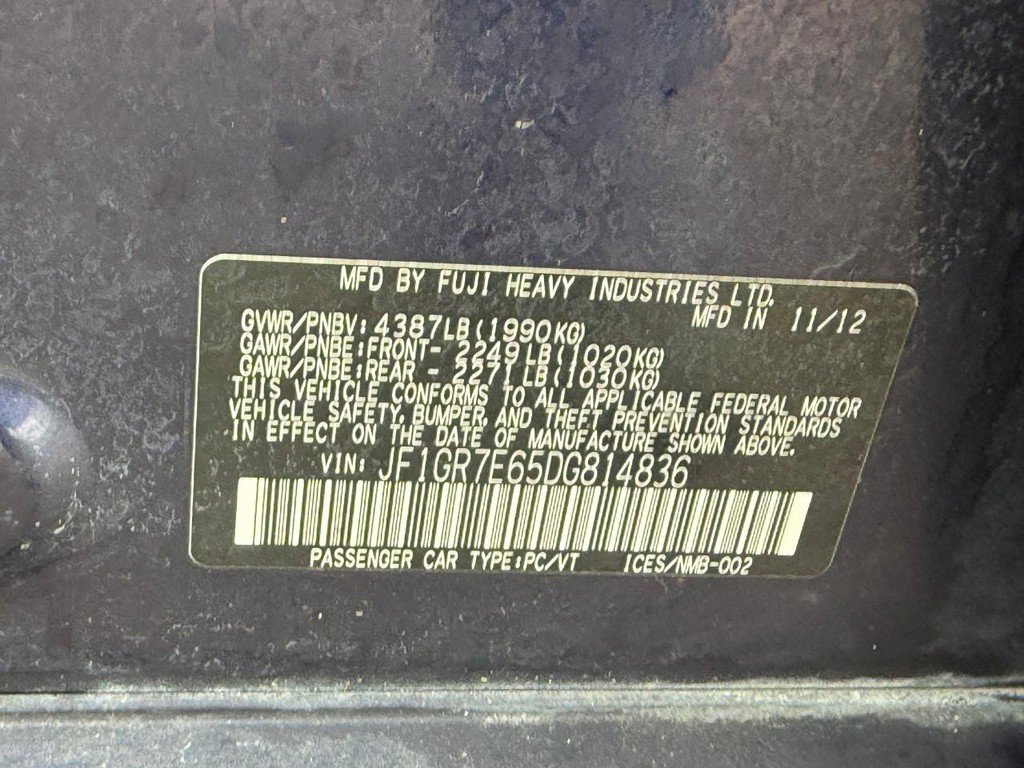 MFD BY FUJI HEAVY INDUSTRIES LTD.
MFD IN 11/12
GVWR/PNBV: 4387LB(1990KG)
GAWR/PNBE:FRONT- 2249LB(1020KG)
GAWR/PNBE:REAR - 2271LB(1030KG)
THIS VEHICLE CONFORMS TO ALL APPLICABLE FEDERAL MOTOR
VEHICLE SAFETY, BUMPER, AND THEFT PREVENTION STANDARDS
IN EFFECT ON THE DATE OF MANUFACTURE SHOWN ABOVE.
VIN: JF1GR7E65DG814836
PASSENGER CAR TYPE:PC/VT ICES/NMB-002